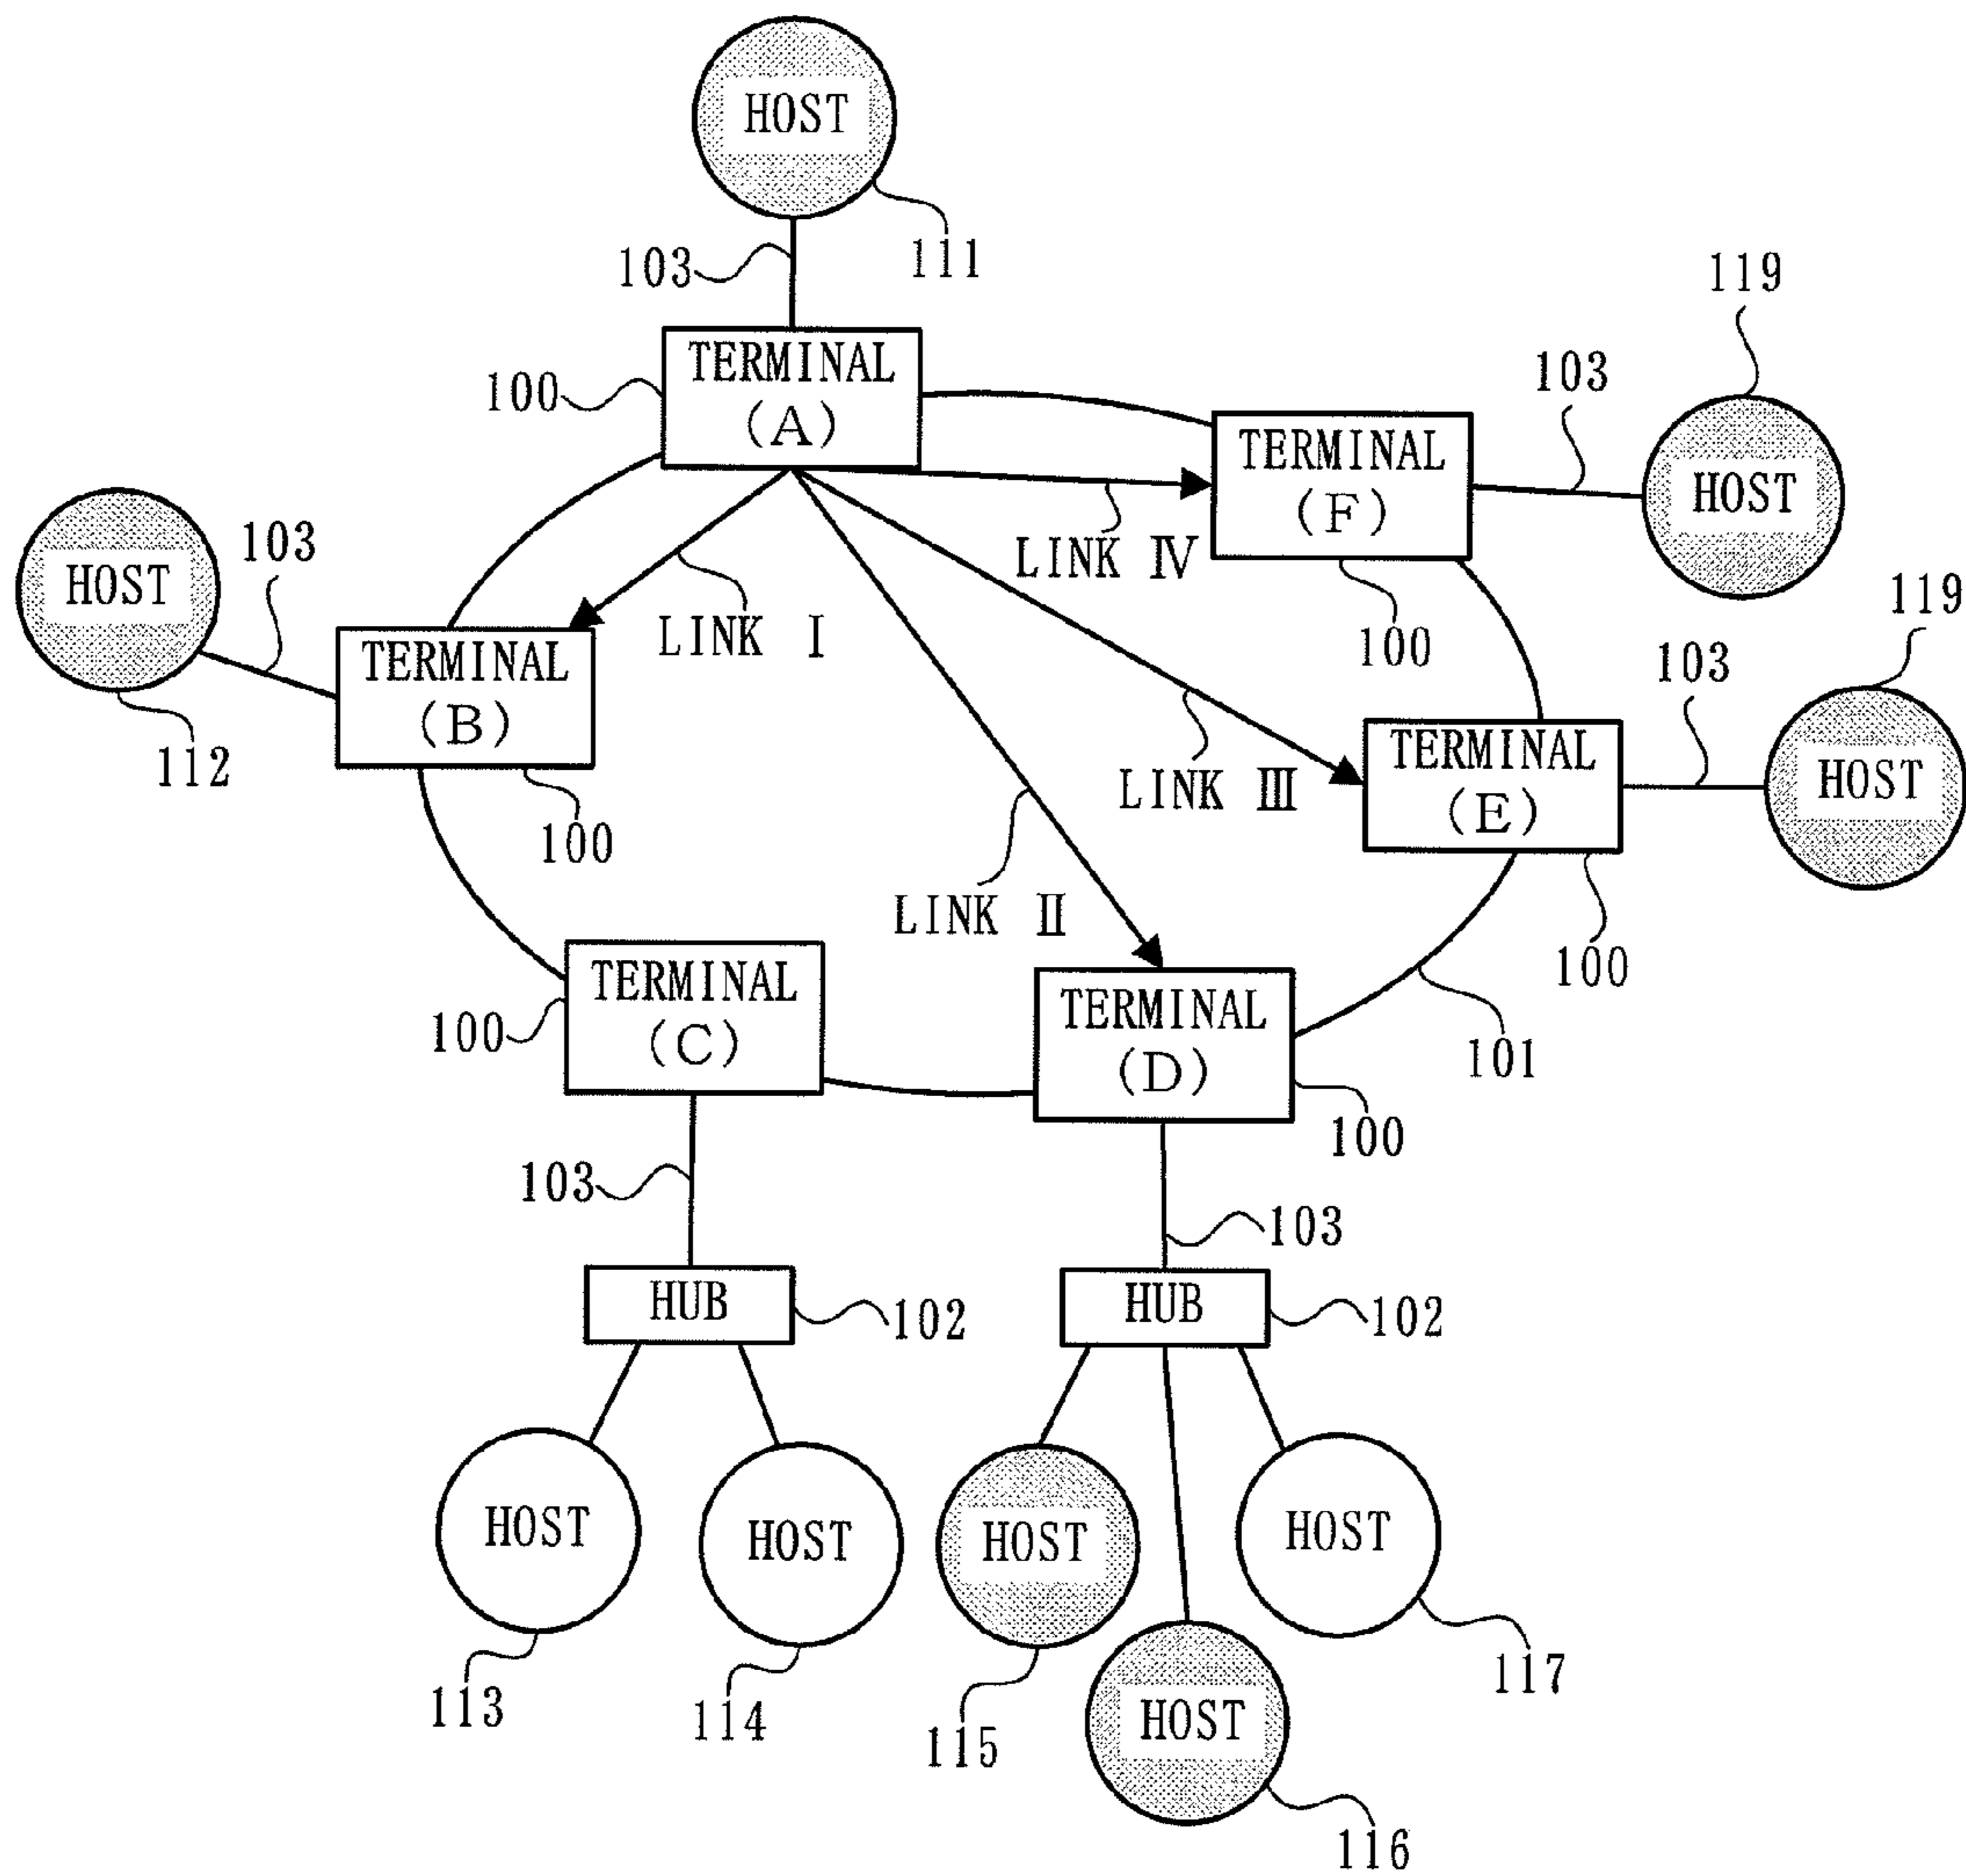 HOST
111
103
119
TERMINAL
(A)
100
103
TERMINAL
(F)
HOST
HOST
103
LINK Ⅳ
119
LINK Ⅰ
100
103
TERMINAL
(B)
112
TERMINAL
(E)
HOST
LINK Ⅲ
100
LINK Ⅱ
100
TERMINAL
(C)
100
TERMINAL
(D)
101
100
103
103
HUB
102
HUB
102
HOST
HOST
HOST
HOST
113
114
115
117
HOST
116